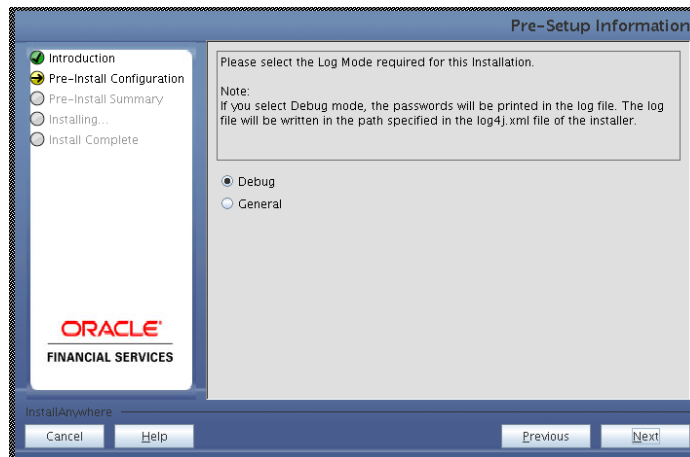 Pre-Setup Information
Introduction
Pre-Install Configuration
Pre-Install Summary
Installing...
Install Complete
Please select the Log Mode required for this Installation.
Note:
If you select Debug mode, the passwords will be printed in the log file. The log
file will be written in the path specified in the log4j.xml file of the installer.
Debug
General
ORACLE
FINANCIAL SERVICES
InstallAnywhere
Cancel
Help
Previous
Next